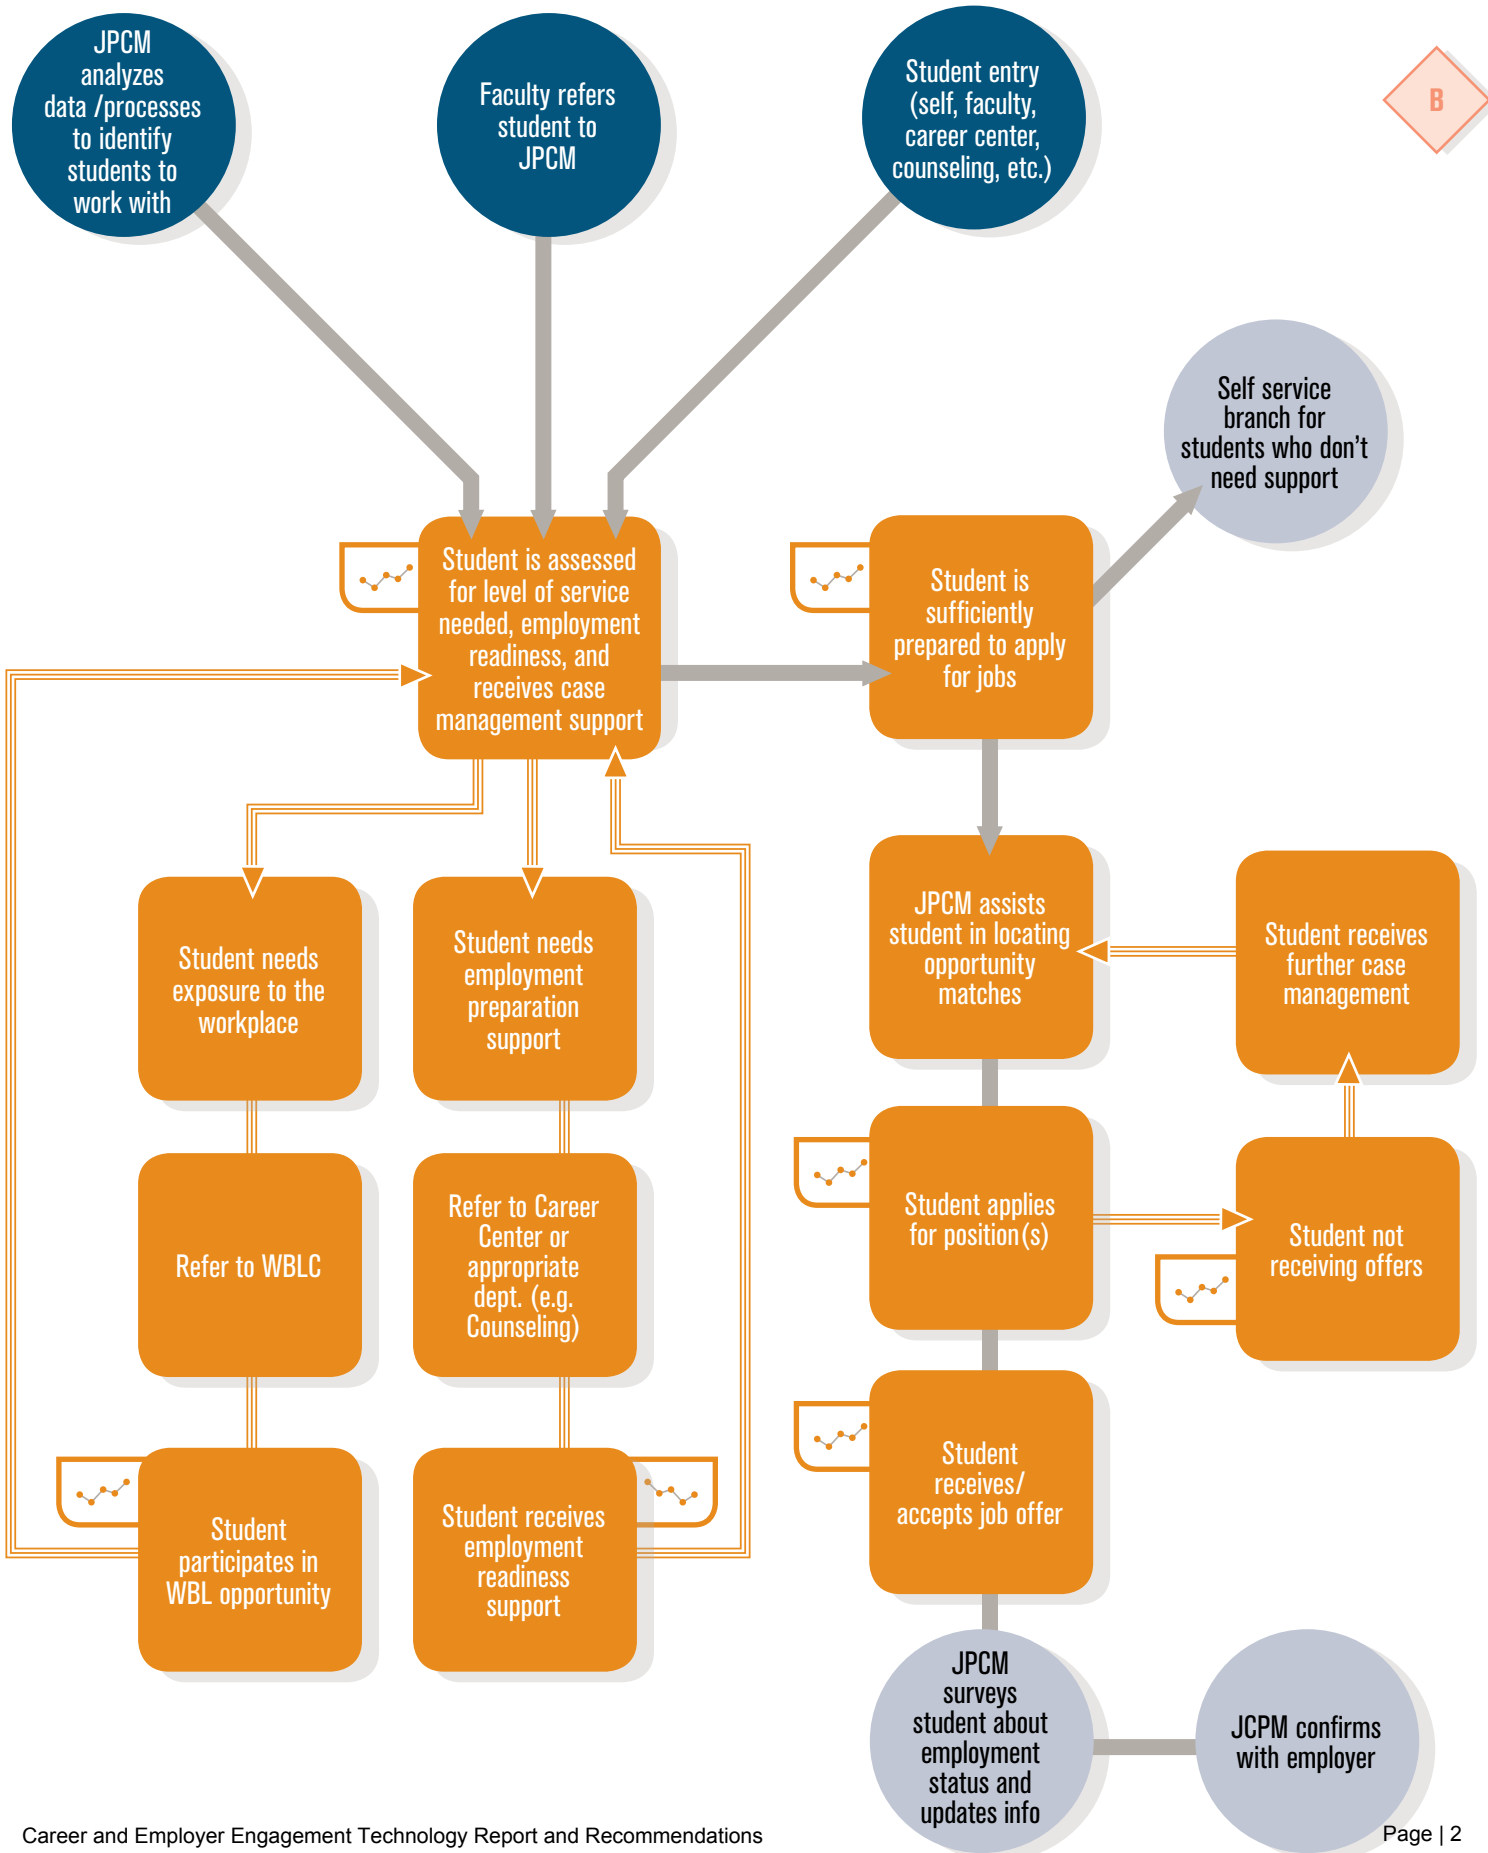 JPCM
analyzes
data /processes
to identify
students to
work with
Faculty refers
student to
JPCM
Student entry
(self, faculty,
career center,
counseling, etc.)
B
Self service
branch for
students who don't
need support
Student is assessed
for level of service
needed, employment
readiness, and
receives case
management support
Student is
sufficiently
prepared to apply
for jobs
Student needs
exposure to the
workplace
Student needs
employment
preparation
support
JPCM assists
student in locating
opportunity
matches
Student receives
further case
management
Refer to WBLC
Refer to Career
Center or
appropriate
dept. (e.g.
Counseling)
Student applies
for position(s)
Student not
receiving offers
Student
participates in
WBL opportunity
Student receives
employment
readiness
support
Student
receives/
accepts job offer
JPCM
surveys
student about
employment
status and
updates info
JCPM confirms
with employer
Career and Employer Engagement Technology Report and Recommendations
Page | 2